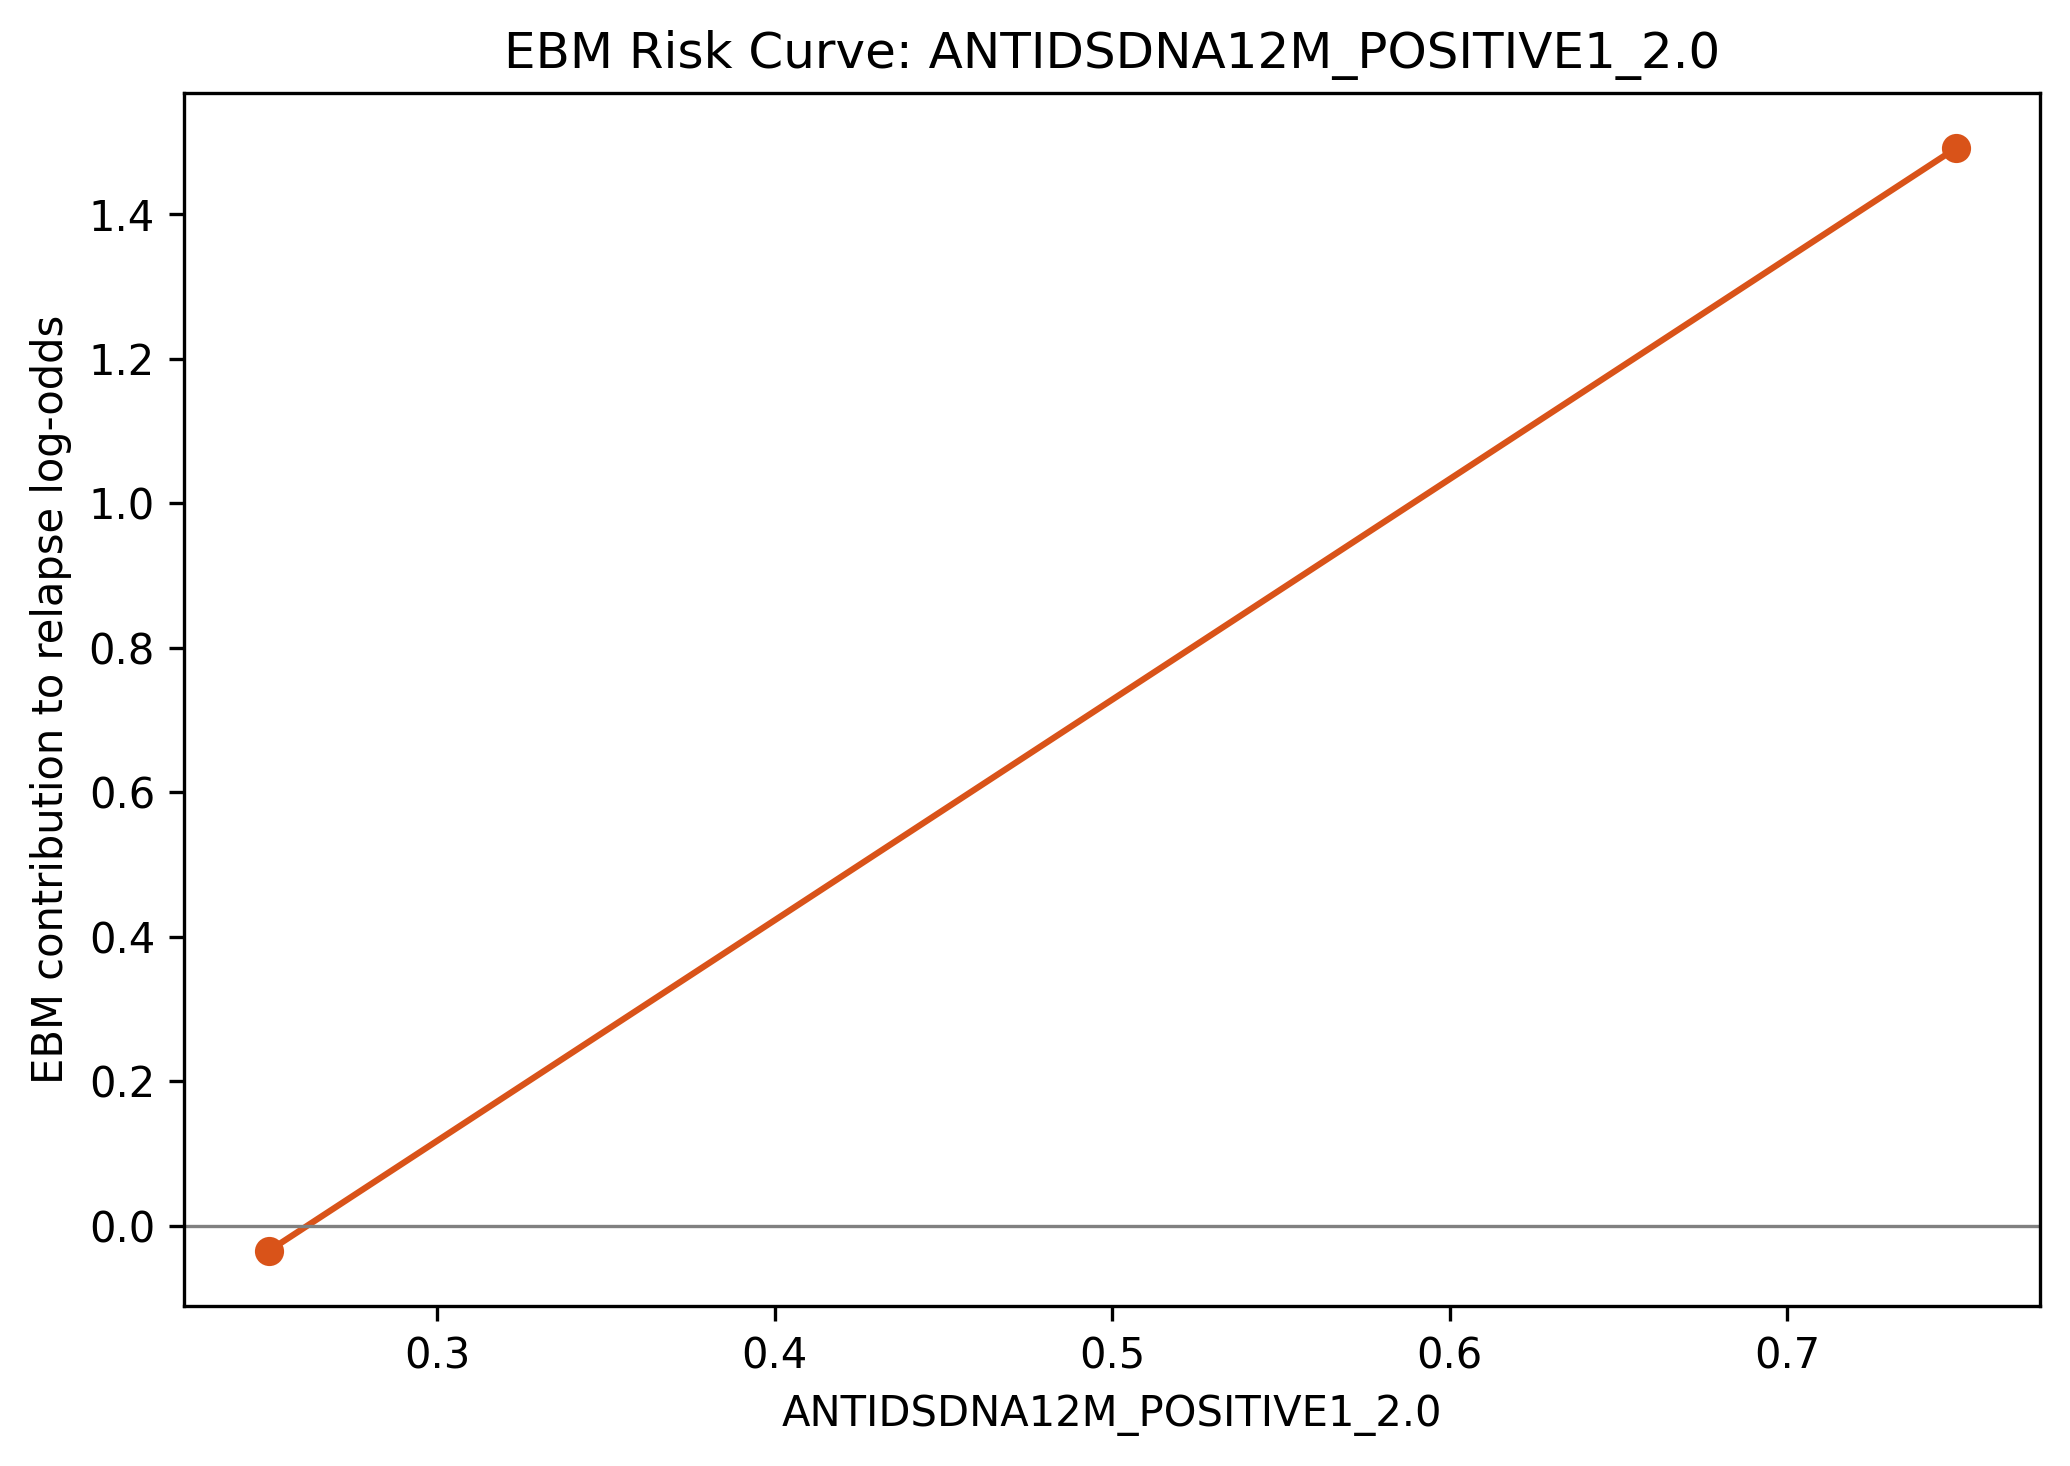 EBM Risk Curve: ANTIDSDNA12M_POSITIVE1_2.0
EBM contribution to relapse log-odds
1.4
1.2
1.0
0.8
0.6
0.4
0.2
0.0
0.3 0.4 0.5 0.6 0.7
ANTIDSDNA12M_POSITIVE1_2.0